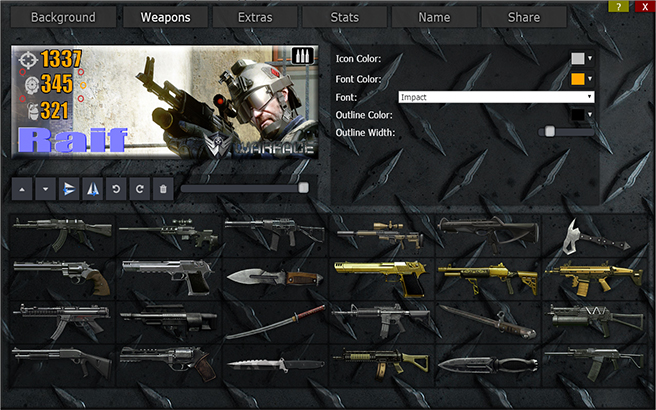 ? X
Background Weapons Extras Stats Name Share
1337
345
321
Raif
WARFACE
Icon Color:
Font Color:
Font: Impact
Outline Color:
Outline Width: